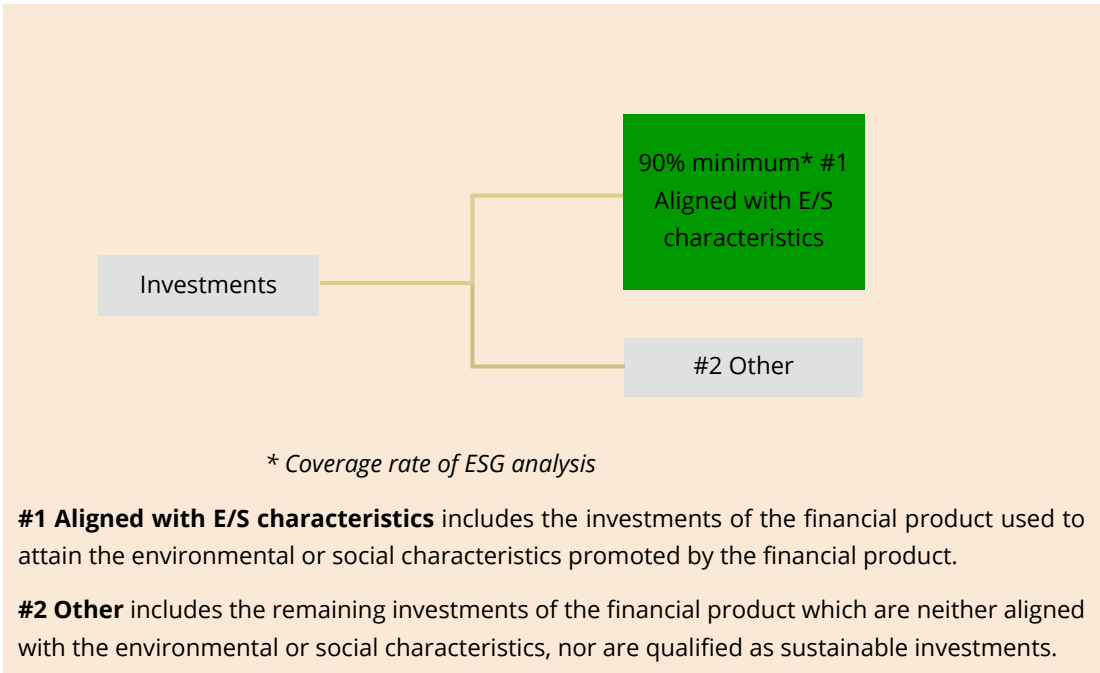 90% minimum* #1
Aligned with E/S
characteristics
Investments
#2 Other
* Coverage rate of ESG analysis
#1 Aligned with E/S characteristics includes the investments of the financial product used to
attain the environmental or social characteristics promoted by the financial product.
#2 Other includes the remaining investments of the financial product which are neither aligned
with the environmental or social characteristics, nor are qualified as sustainable investments.